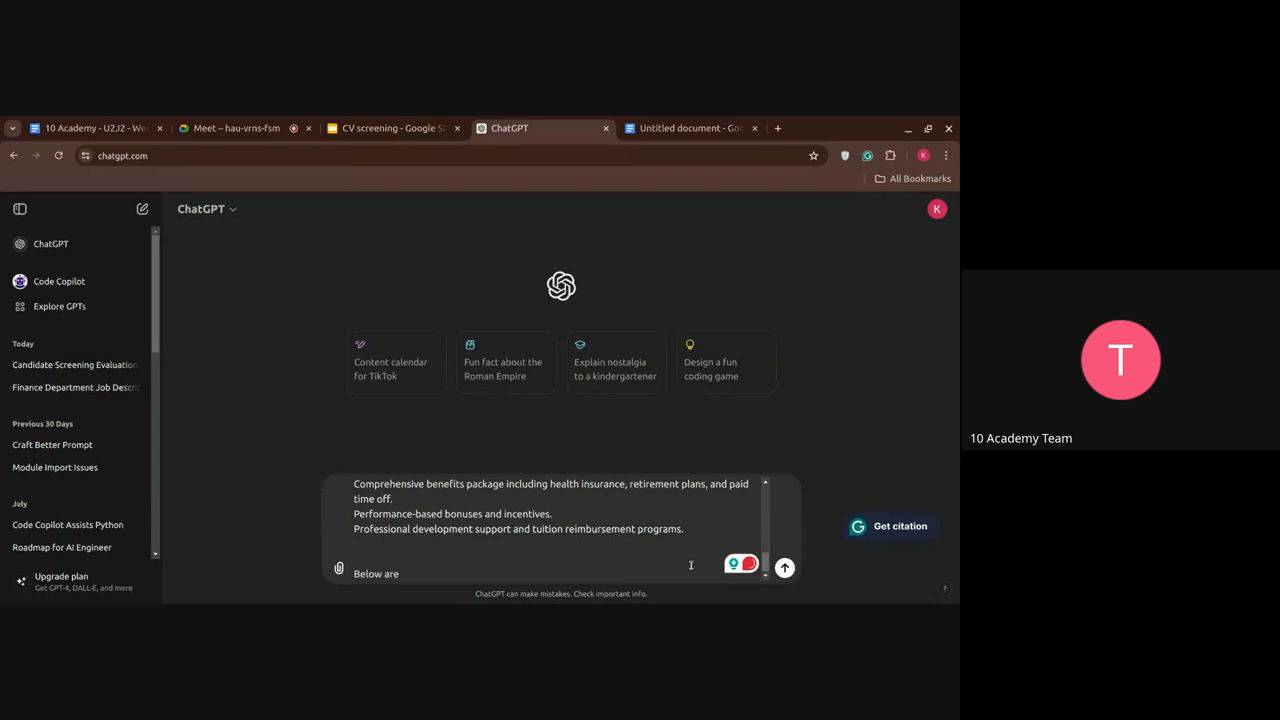 10 Academy - U2J2 - We
Meet – hau-vrns-fsm
CV screening - Google Sl
ChatGPT
Untitled document - Goo
chatgpt.com
K
All Bookmarks
ChatGPT
K
ChatGPT
Code Copilot
Explore GPTs
Today
Candidate Screening Evaluation
Finance Department Job Descri
Previous 30 Days
Craft Better Prompt
Module Import Issues
July
Code Copilot Assists Python
Roadmap for AI Engineer
Upgrade plan
Get GPT-4, DALL·E, and more
Content calendar
for TikTok
Fun fact about the
Roman Empire
Explain nostalgia
to a kindergartener
Design a fun
coding game
Comprehensive benefits package including health insurance, retirement plans, and paid
time off.
Performance-based bonuses and incentives.
Professional development support and tuition reimbursement programs.
Below are
Get citation
ChatGPT can make mistakes. Check important info.
?
T
10 Academy Team